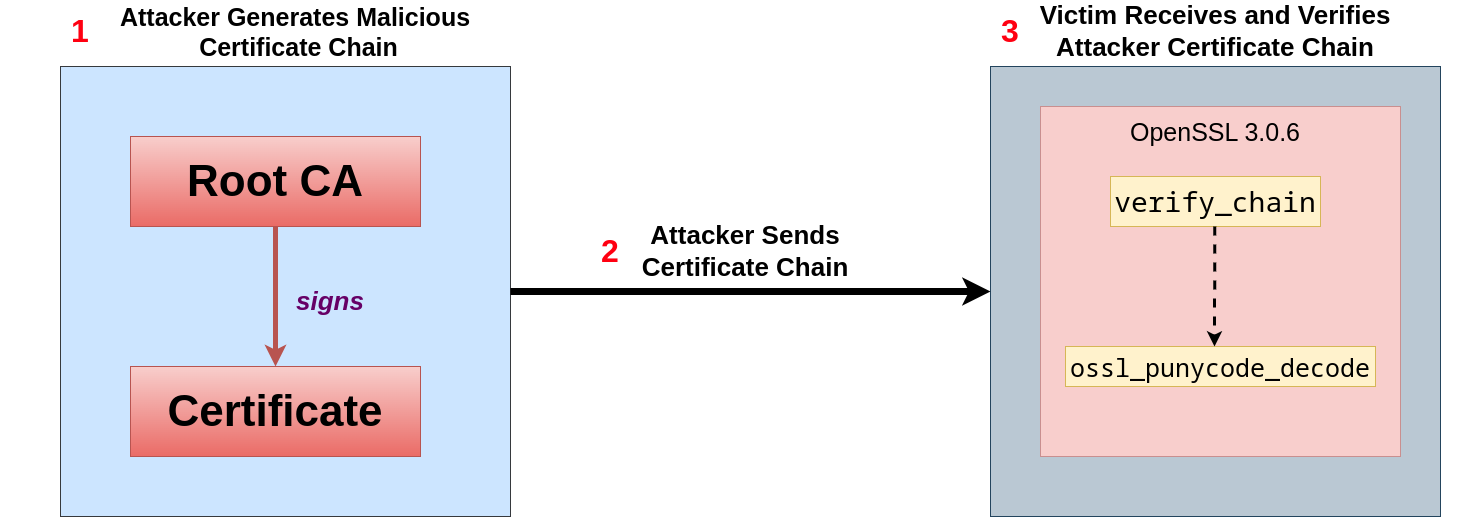 1
Attacker Generates Malicious
Certificate Chain
Root CA
signs
Certificate
2
Attacker Sends
Certificate Chain
3
Victim Receives and Verifies
Attacker Certificate Chain
OpenSSL 3.0.6
verify_chain
ossl_punycode_decode